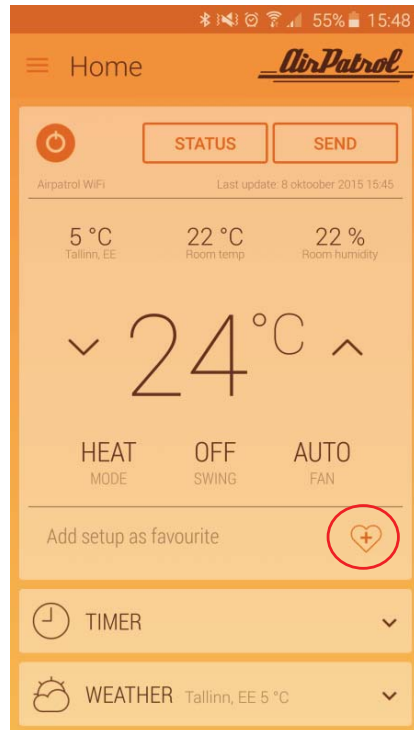 55% 15:48
Home AirPatrol
STATUS SEND
Airpatrol WiFi Last update: 8 oktoober 2015 15:45
5 °C 22 °C 22 %
Tallinn, EE Room temp Room humidity
24°C
HEAT OFF AUTO
MODE SWING FAN
Add setup as favourite
TIMER
WEATHER Tallinn, EE 5 °C